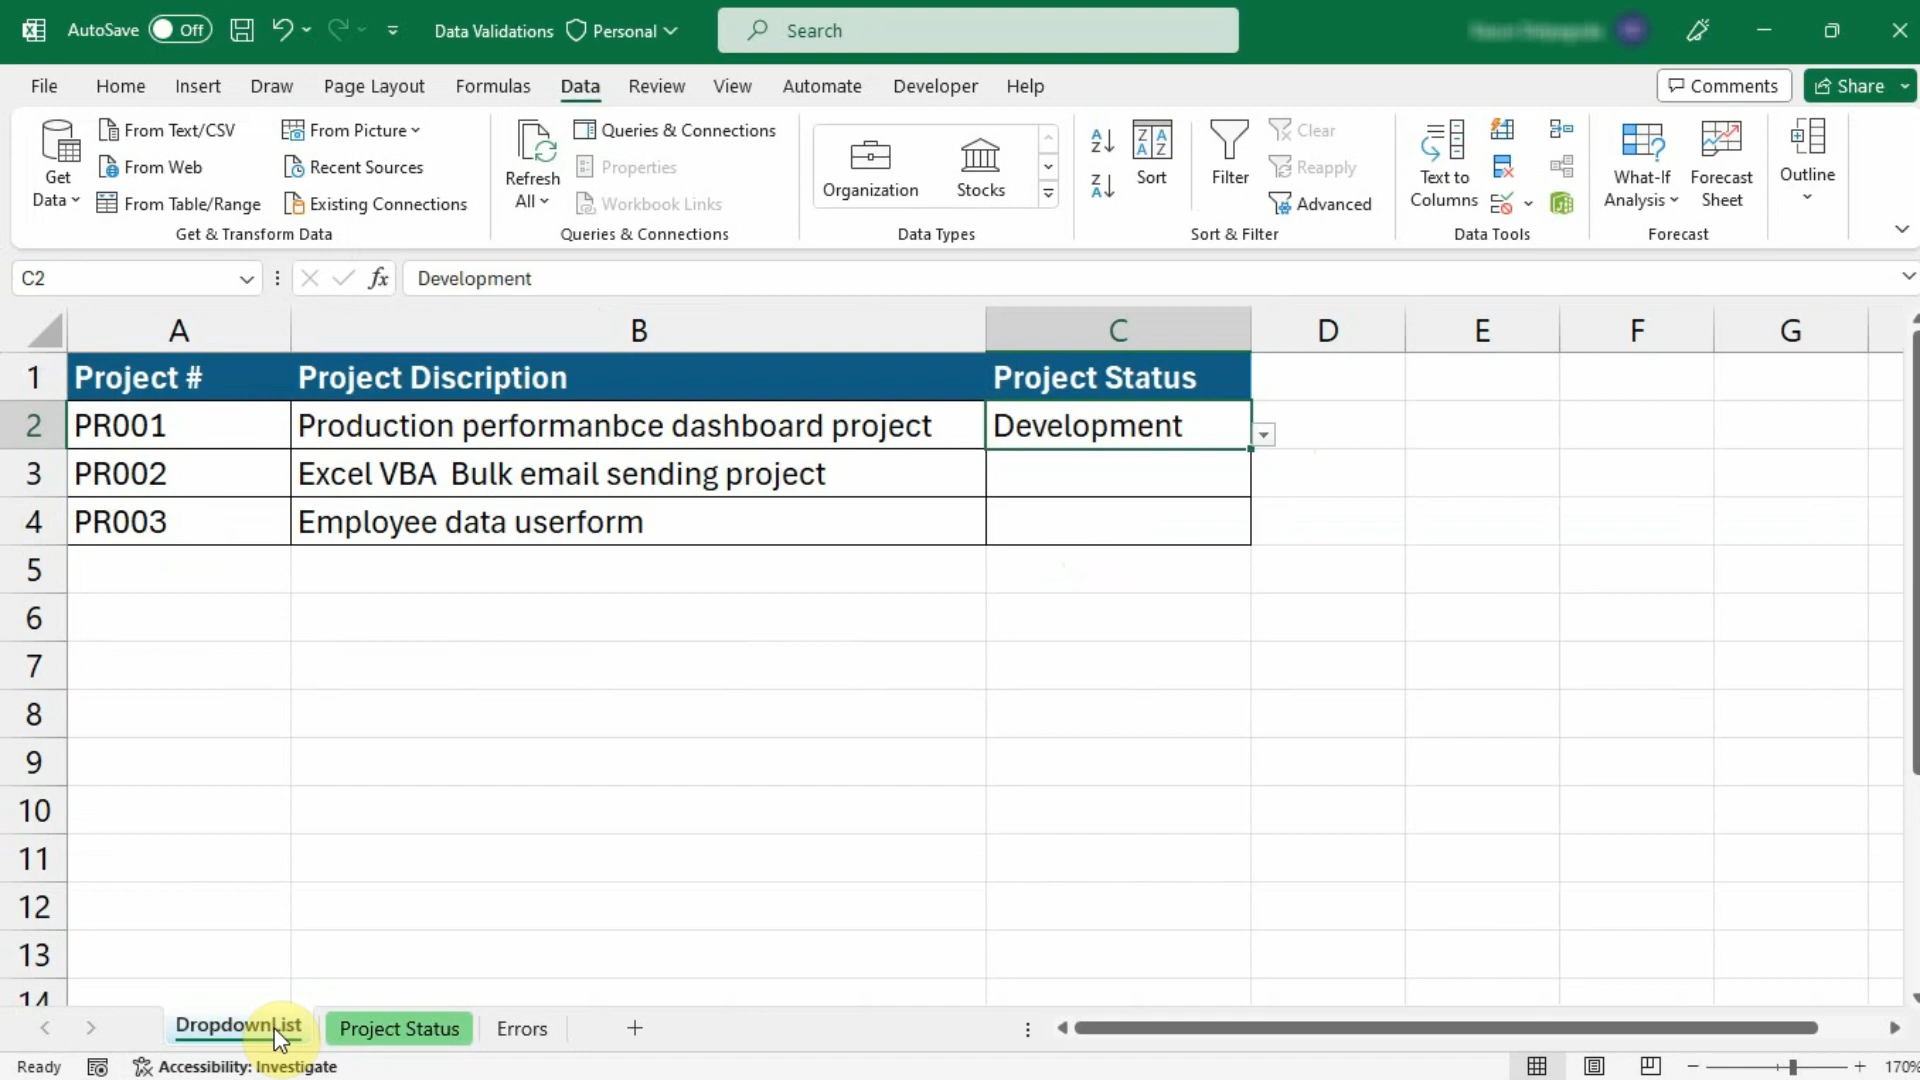 AutoSave Off Data Validations Personal Search
File Home Insert Draw Page Layout Formulas Data Review View Automate Developer Help Comments Share
Get Data
From Text/CSV
From Web
From Table/Range
From Picture
Recent Sources
Existing Connections
Get & Transform Data
Refresh All
Queries & Connections
Properties
Workbook Links
Queries & Connections
Organization Stocks
Data Types
Sort
Filter
Clear
Reapply
Advanced
Sort & Filter
Text to Columns
Data Tools
What-If Analysis
Forecast Sheet
Forecast
Outline
C2 fx Development
A B C D E F G
1 Project # Project Discription Project Status
2 PR001 Production performanbce dashboard project Development
3 PR002 Excel VBA Bulk email sending project
4 PR003 Employee data userform
5
6
7
8
9
10
11
12
13
14
DropdownList Project Status Errors
Ready Accessibility: Investigate 170%